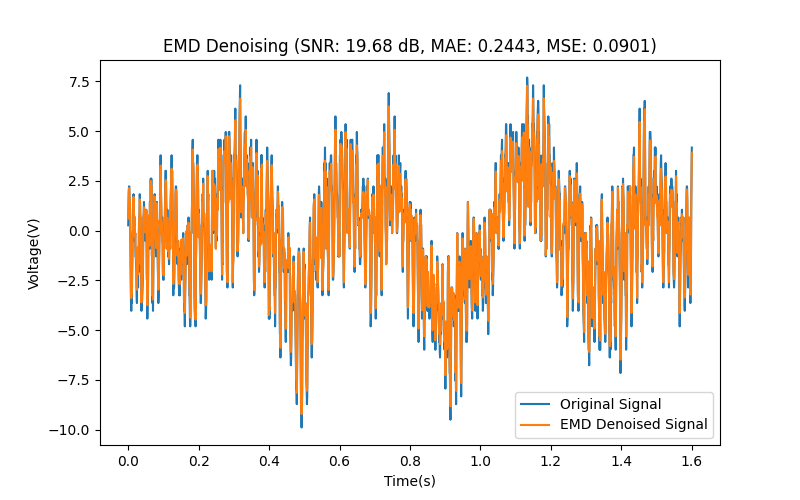 EMD Denoising (SNR: 19.68 dB, MAE: 0.2443, MSE: 0.0901)
7.5
5.0
2.5
0.0
−2.5
−5.0
−7.5
−10.0
Voltage(V)
Original Signal
EMD Denoised Signal
0.0 0.2 0.4 0.6 0.8 1.0 1.2 1.4 1.6
Time(s)